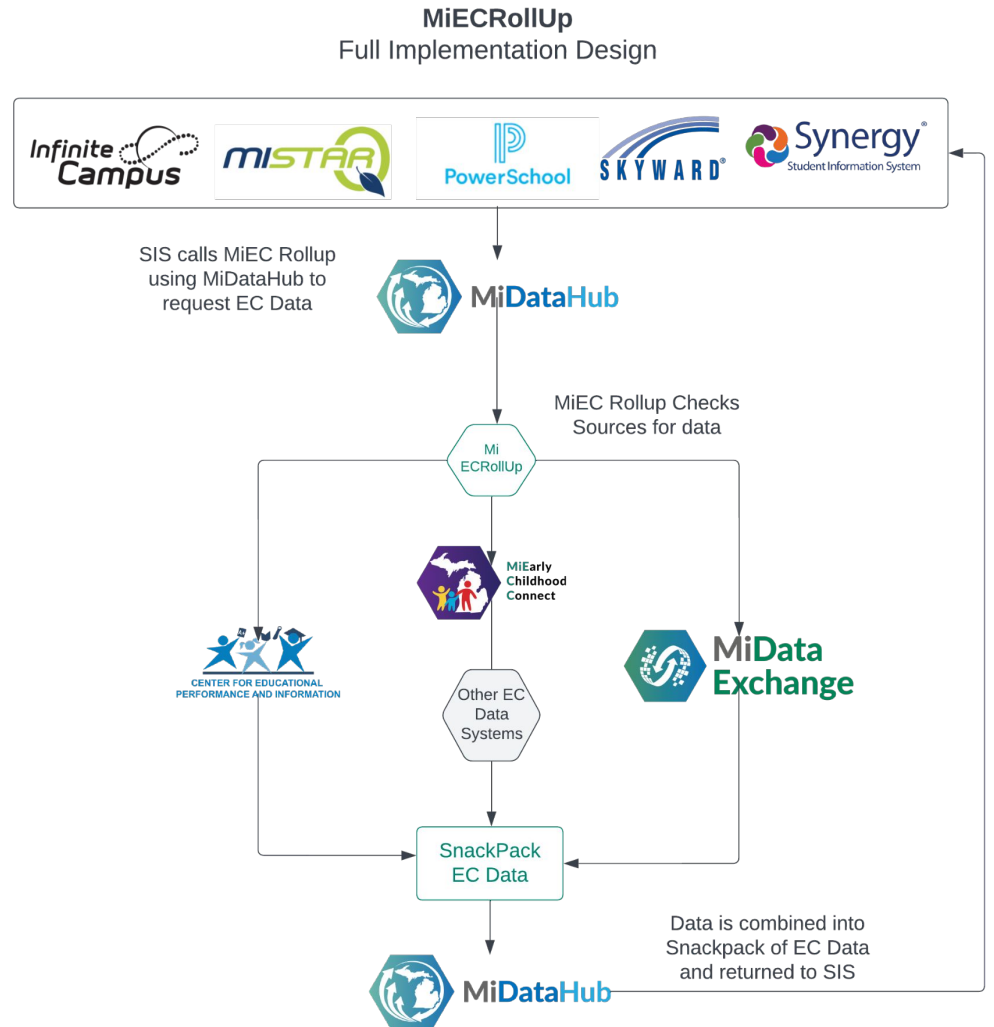 MiECRollUp
Full Implementation Design
Infinite
Campus
MISTAR
PowerSchool
SKYWARD®
Synergy®
Student Information System
SIS calls MiEC Rollup
using MiDataHub to
request EC Data
MiDataHub
MiEC Rollup Checks
Sources for data
Mi
ECRollUp
MiEarly
Childhood
Connect
CENTER FOR EDUCATIONAL
PERFORMANCE AND INFORMATION
Other EC
Data
Systems
MiData
Exchange
SnackPack
EC Data
Data is combined into
Snackpack of EC Data
and returned to SIS
MiDataHub